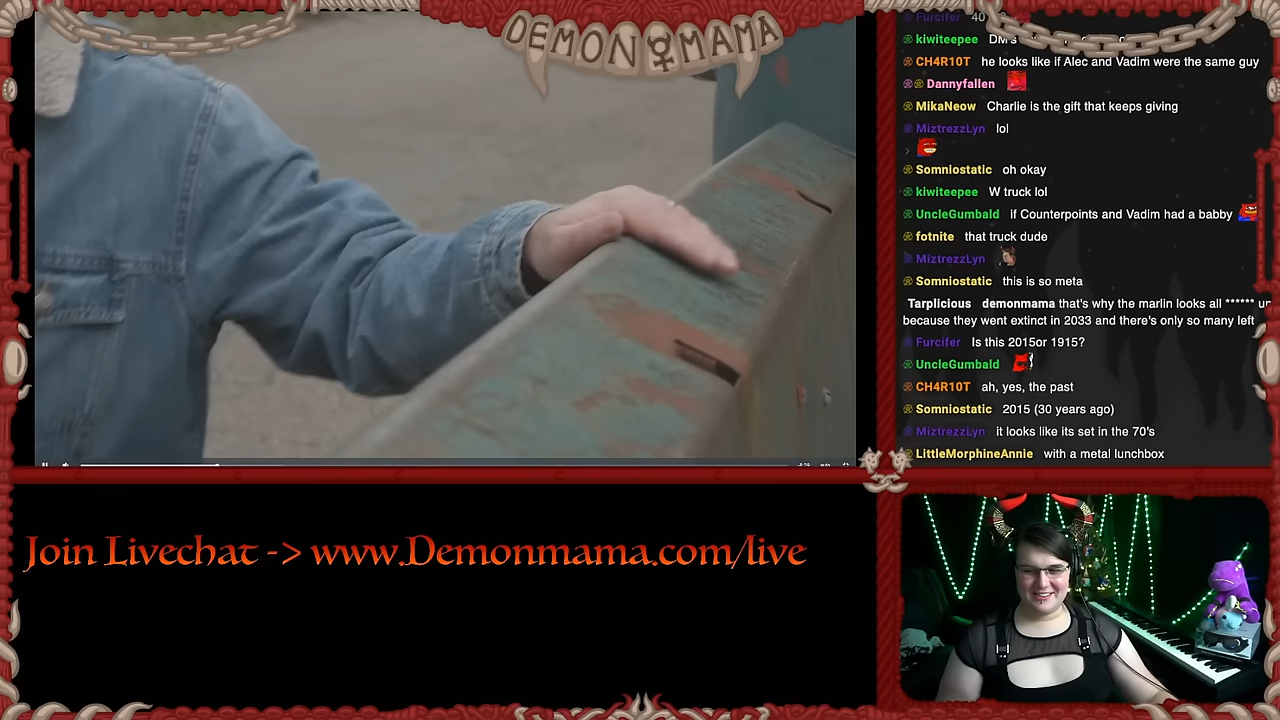 DEMON MAMA
Furcifer 40
kiwiteepee
CH4R10T he looks like if Alec and Vadim were the same guy
Dannyfallen
MikaNeow Charlie is the gift that keeps giving
MiztrezzLyn lol
Somniostatic oh okay
kiwiteepee W truck lol
UncleGumbald if Counterpoints and Vadim had a babby
fotnite that truck dude
MiztrezzLyn
Somniostatic this is so meta
Tarplicious demonmama that's why the marlin looks all ****** up
because they went extinct in 2033 and there's only so many left
Furcifer Is this 2015or 1915?
UncleGumbald
CH4R10T ah, yes, the past
Somniostatic 2015 (30 years ago)
MiztrezzLyn it looks like its set in the 70's
LittleMorphineAnnie with a metal lunchbox
Join Livechat -> www.Demonmama.com/live